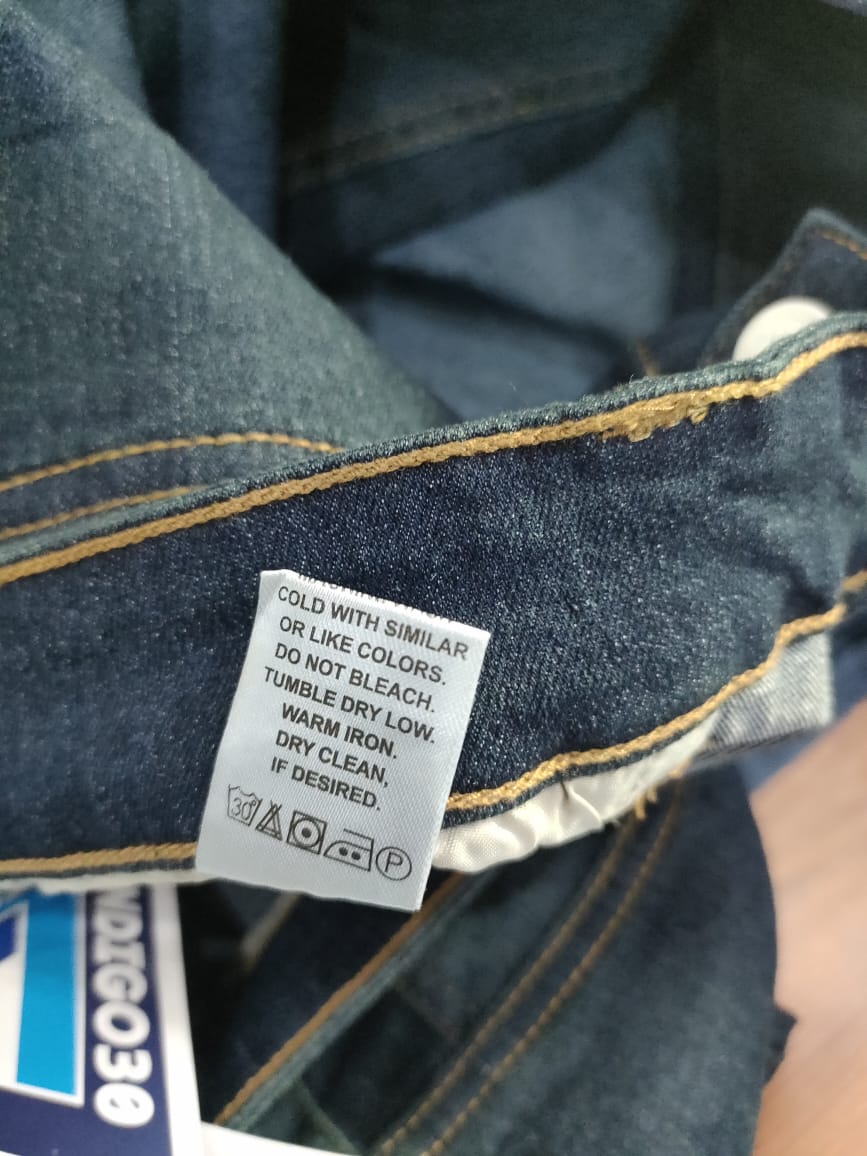 COLD WITH SIMILAR
OR LIKE COLORS.
DO NOT BLEACH.
TUMBLE DRY LOW.
WARM IRON.
DRY CLEAN,
IF DESIRED.
30°
P
NDIGO30